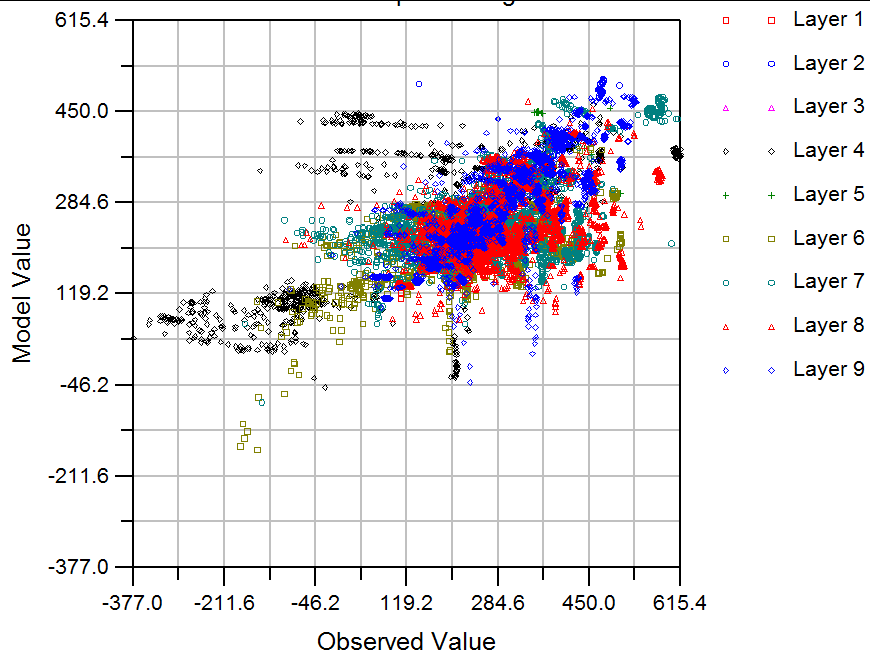 615.4
450.0
284.6
119.2
-46.2
-211.6
-377.0
Model Value
-377.0 -211.6 -46.2 119.2 284.6 450.0 615.4
Observed Value
Layer 1
Layer 2
Layer 3
Layer 4
Layer 5
Layer 6
Layer 7
Layer 8
Layer 9